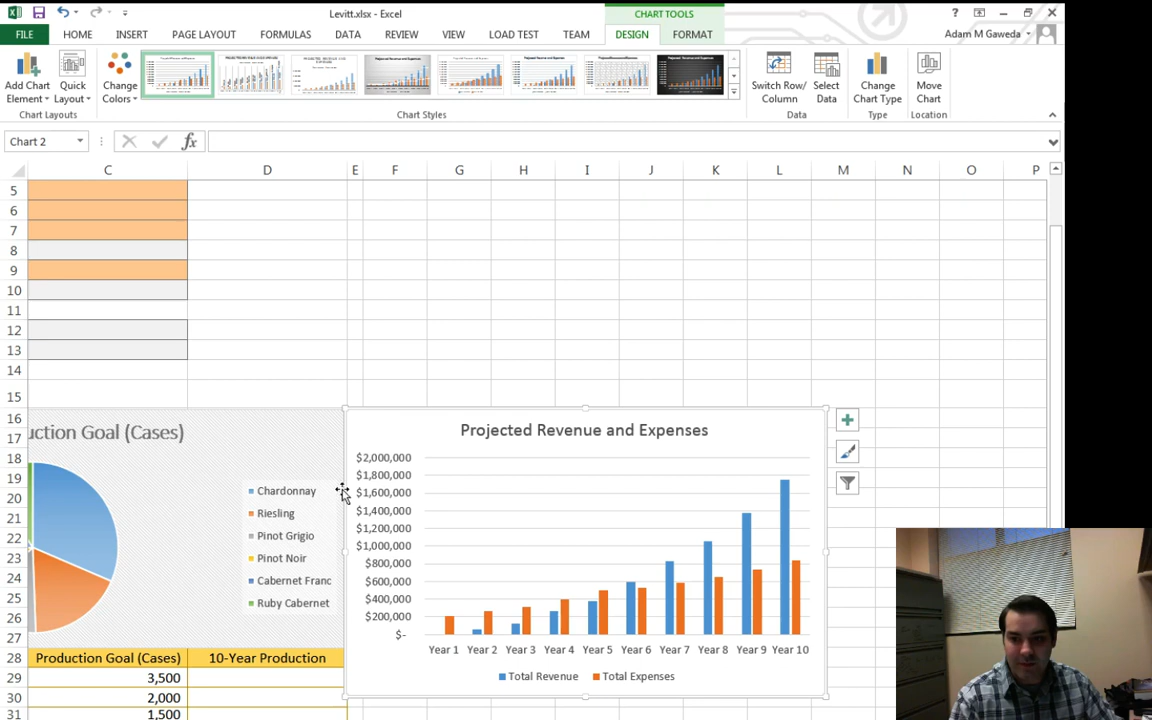 Levitt.xlsx - Excel
CHART TOOLS
FILE HOME INSERT PAGE LAYOUT FORMULAS DATA REVIEW VIEW LOAD TEST TEAM DESIGN FORMAT Adam M Gaweda
Add Chart Element
Quick Layout
Change Colors
Switch Row/ Column
Select Data
Change Chart Type
Move Chart
Chart Layouts Chart Styles Data Type Location
Chart 2 fx
C D E F G H I J K L M N O P
5
6
7
8
9
10
11
12
13
14
15
16
17
18
19
20
21
22
23
24
25
26
27
28
29
30
31
uction Goal (Cases)
Chardonnay
Riesling
Pinot Grigio
Pinot Noir
Cabernet Franc
Ruby Cabernet
Projected Revenue and Expenses
$2,000,000
$1,800,000
$1,600,000
$1,400,000
$1,200,000
$1,000,000
$800,000
$600,000
$400,000
$200,000
$-
Year 1 Year 2 Year 3 Year 4 Year 5 Year 6 Year 7 Year 8 Year 9 Year 10
Total Revenue Total Expenses
Production Goal (Cases) 10-Year Production
3,500
2,000
1,500